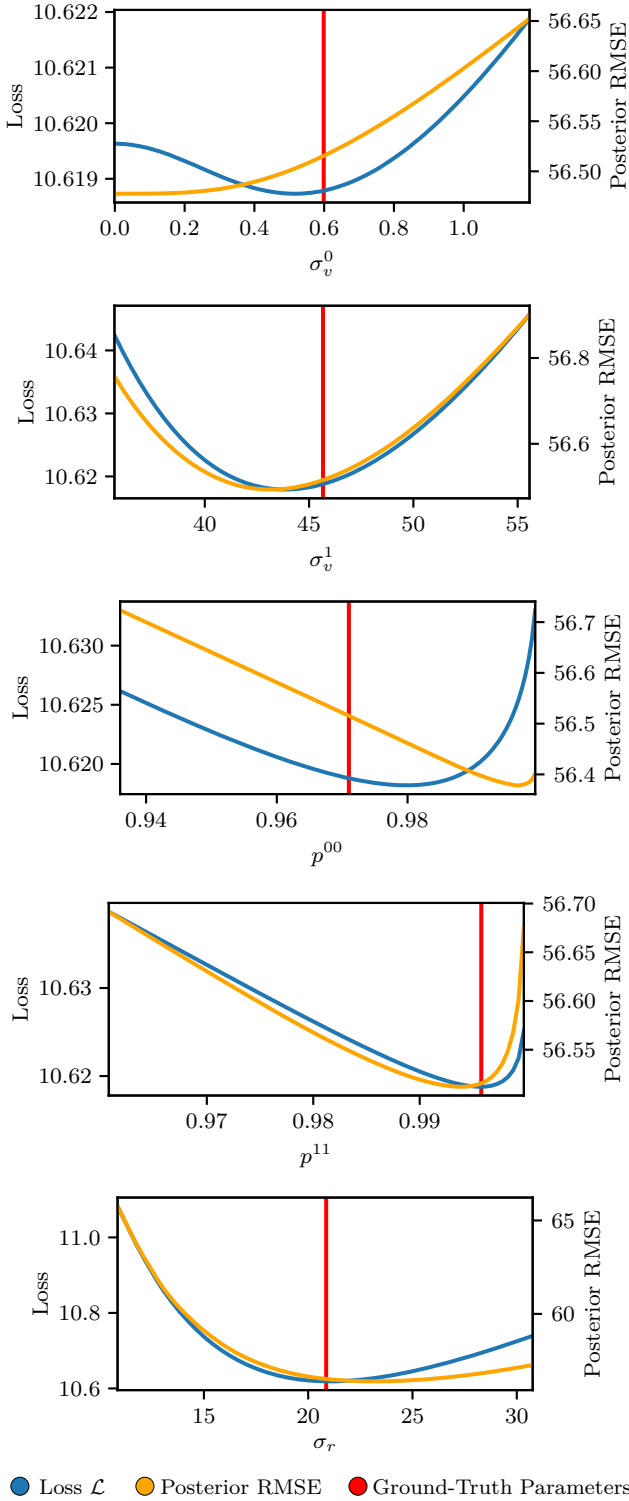 10.622
10.621
10.620
10.619
Loss
56.65
56.60
56.55
56.50
Posterior RMSE
0.0 0.2 0.4 0.6 0.8 1.0
σ_v^0
10.64
10.63
10.62
Loss
56.8
56.6
Posterior RMSE
40 45 50 55
σ_v^1
10.630
10.625
10.620
Loss
56.7
56.6
56.5
56.4
Posterior RMSE
0.94 0.96 0.98
p^{00}
10.63
10.62
Loss
56.70
56.65
56.60
56.55
Posterior RMSE
0.97 0.98 0.99
p^{11}
11.0
10.8
10.6
Loss
65
60
Posterior RMSE
15 20 25 30
σ_r
Loss ℒ Posterior RMSE Ground-Truth Parameters